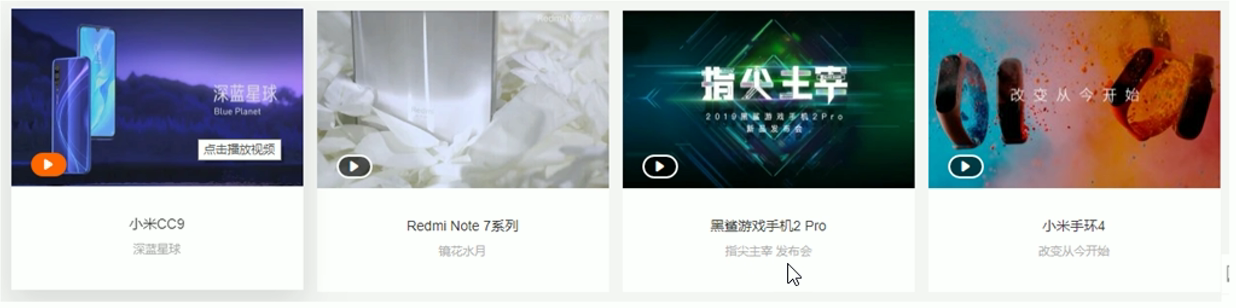 深蓝星球
Blue Planet
点击播放视频
小米CC9
深蓝星球
Redmi Note 7系列
镜花水月
指尖主宰
2019黑鲨游戏手机2Pro
新品发布会
黑鲨游戏手机2 Pro
指尖主宰 发布会
改变从今开始
小米手环4
改变从今开始